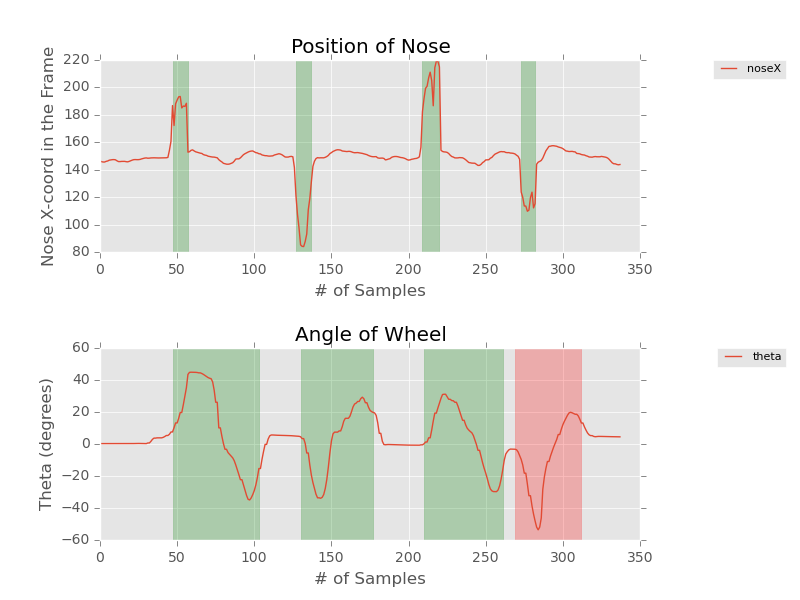 Position of Nose
Nose X-coord in the Frame
220
200
180
160
140
120
100
80
0 50 100 150 200 250 300 350
# of Samples
noseX
Angle of Wheel
Theta (degrees)
60
40
20
0
−20
−40
−60
0 50 100 150 200 250 300 350
# of Samples
theta